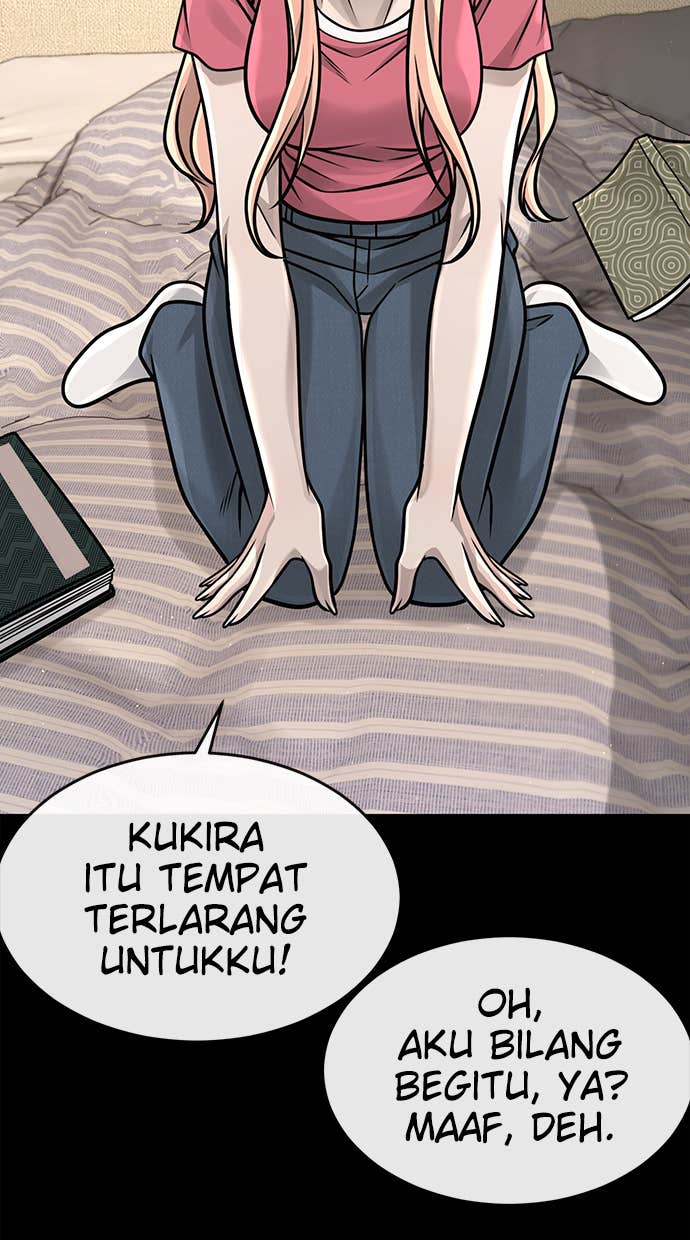 KUKIRA
ITU TEMPAT
TERLARANG
UNTUKKU!
OH,
AKU BILANG
BEGITU, YA?
MAAF, DEH.